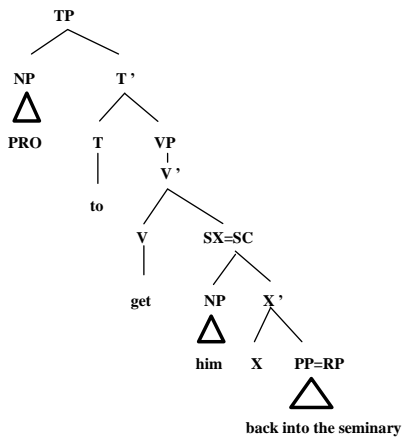 TP
NP T ’
PRO T VP
V ’
to
V SX=SC
get NP X ’
him X PP=RP
back into the seminary